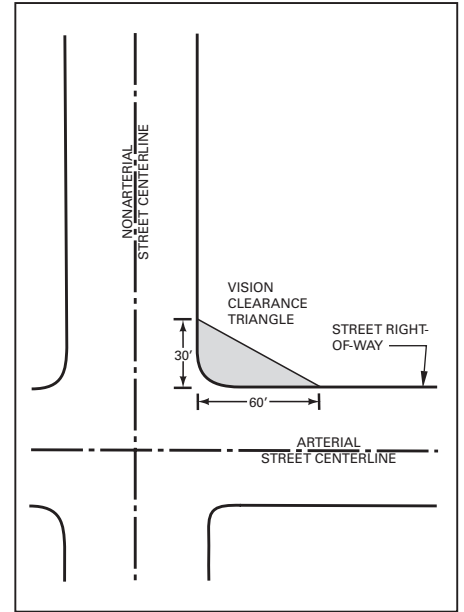 NONARTERIAL
STREET CENTERLINE
VISION
CLEARANCE
TRIANGLE
STREET RIGHT-
OF-WAY
30'
60'
ARTERIAL
STREET CENTERLINE